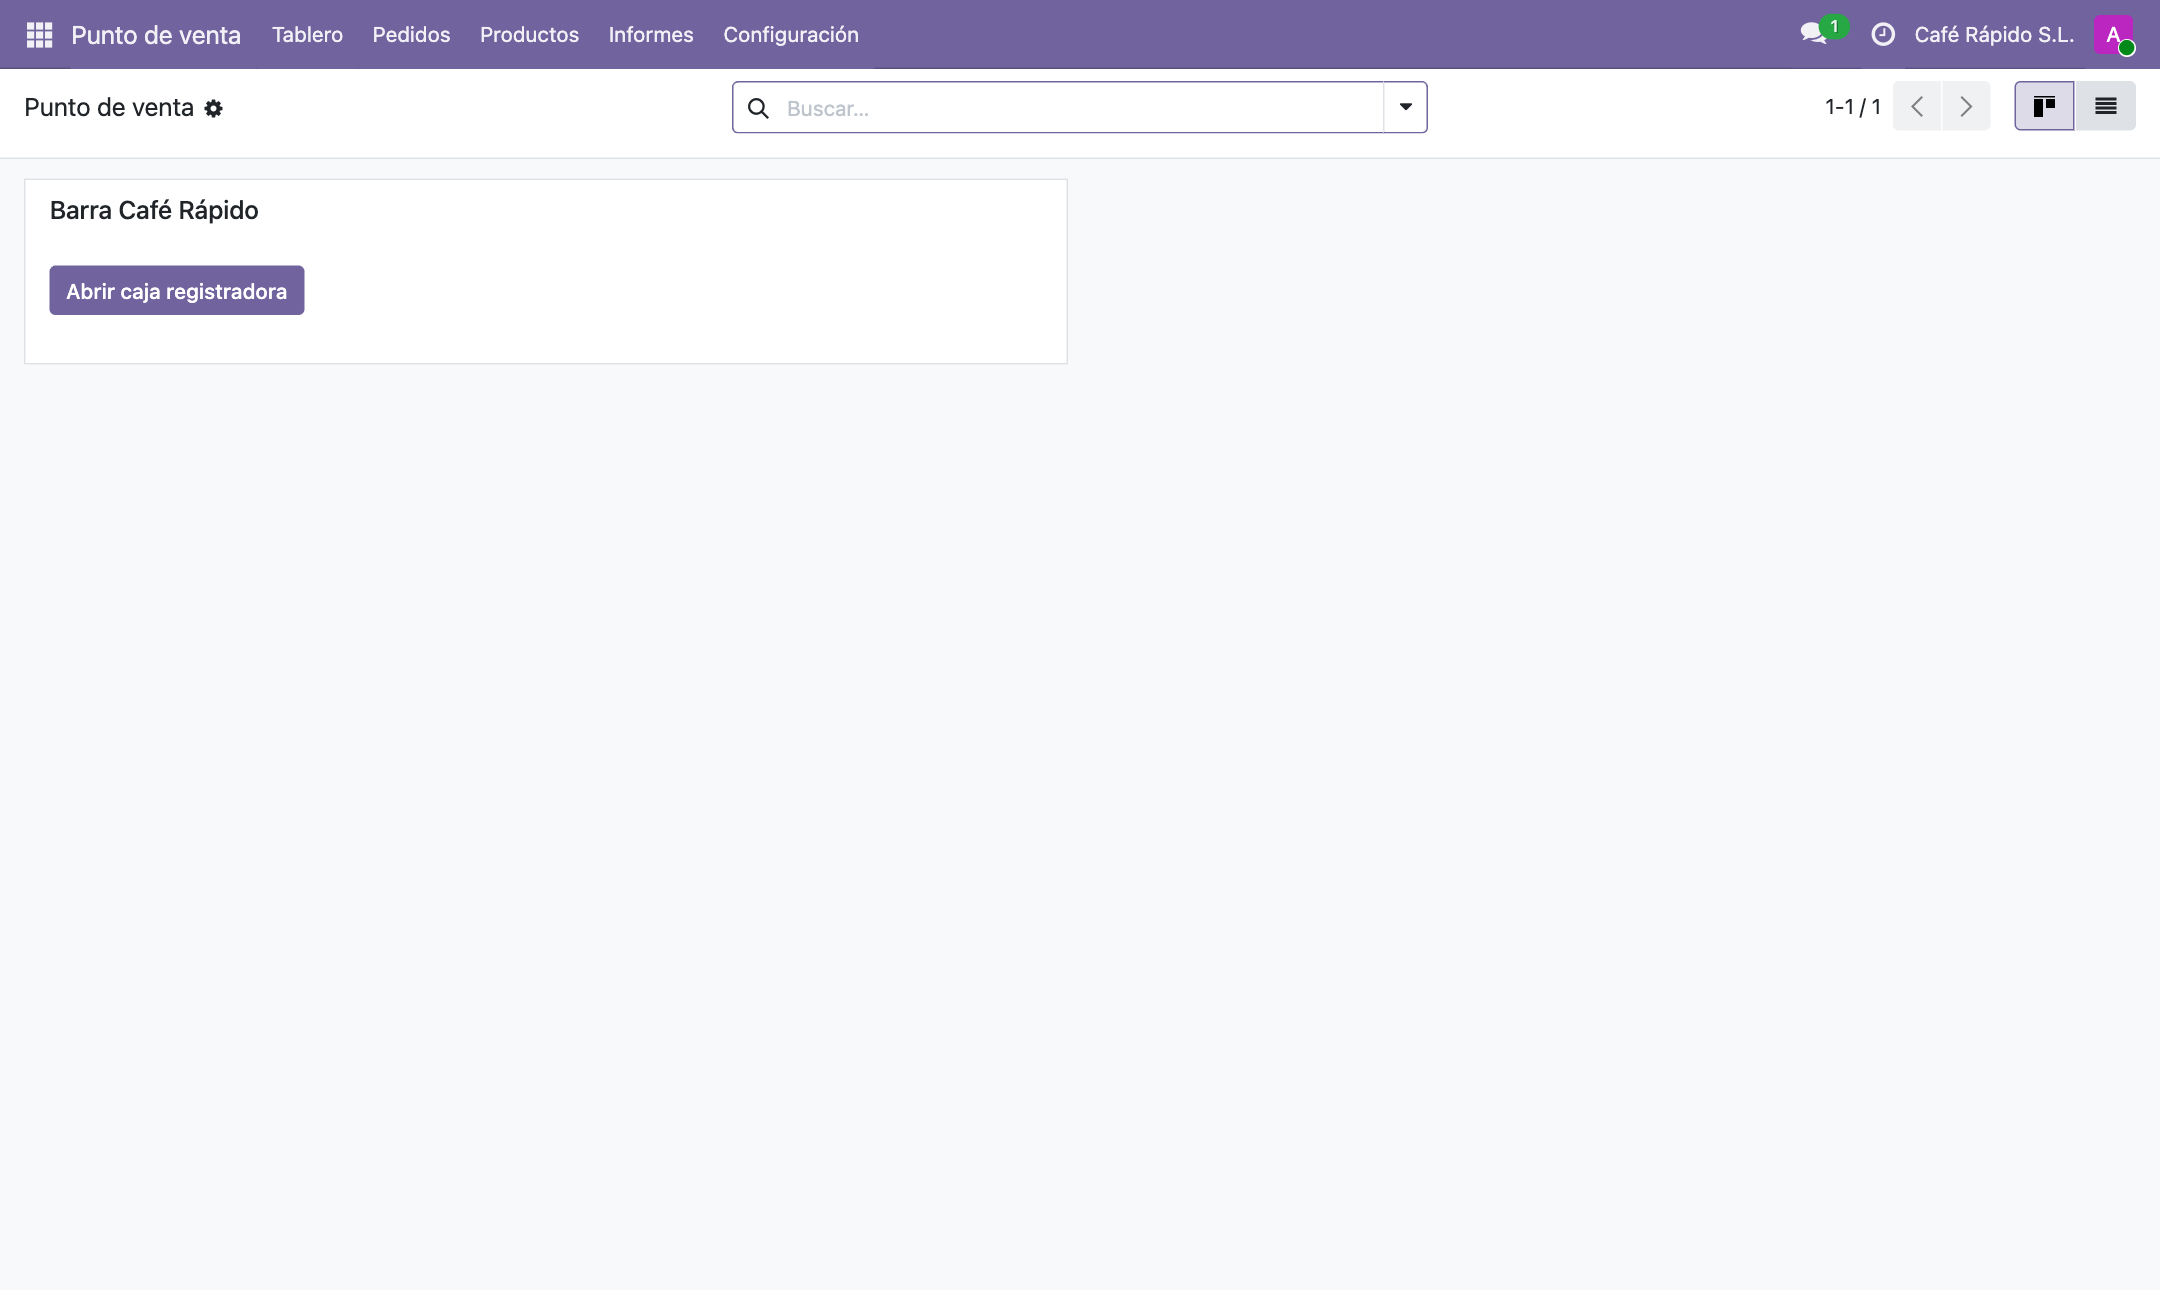 Punto de venta Tablero Pedidos Productos Informes Configuración 1 Café Rápido S.L. A
Punto de venta Buscar... 1-1 / 1
Barra Café Rápido
Abrir caja registradora